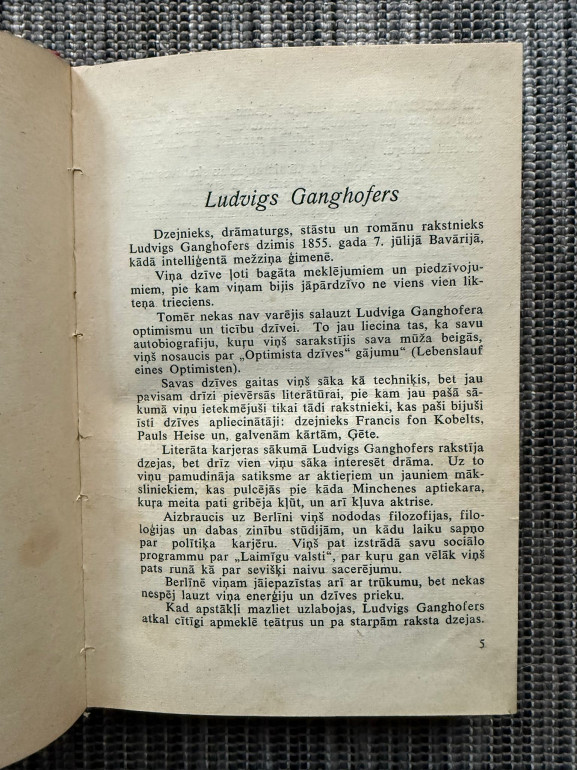 Ludvigs Ganghofers
Dzejnieks, drāmaturgs, stāstu un romānu rakstnieks
Ludvigs Ganghofers dzimis 1855. gada 7. jūlijā Bavārijā,
kādā intelliģentā mežziņa ģimenē.
Viņa dzīve ļoti bagāta meklējumiem un piedzīvoju-
miem, pie kam viņam bijis jāpārdzīvo ne viens vien lik-
teņa trieciens.
Tomēr nekas nav varējis salauzt Ludviga Ganghofera
optimismu un ticību dzīvei. To jau liecina tas, ka savu
autobiografiju, kuŗu viņš sarakstījis sava mūža beigās,
viņš nosaucis par „Optimista dzīves“ gājumu“ (Lebenslauf
eines Optimisten).
Savas dzīves gaitas viņš sāka kā techniķis, bet jau
pavisam drīzi pievērsās literātūrai, pie kam jau pašā sā-
kumā viņu ietekmējuši tikai tādi rakstnieki, kas paši bijuši
īsti dzīves apliecinātāji: dzejnieks Francis fon Kobelts,
Pauls Heise un, galvenām kārtām, Ģēte.
Literāta karjeras sākumā Ludvigs Ganghofers rakstīja
dzejas, bet drīz vien viņu sāka interesēt drāma. Uz to
viņu pamudināja satiksme ar aktieŗiem un jauniem māk-
sliniekiem, kas pulcējās pie kāda Minchenes aptiekara,
kuŗa meita pati gribēja kļūt, un arī kļuva aktrise.
Aizbraucis uz Berlīni viņš nododas filozofijas, filo-
loģijas un dabas zinību stūdijām, un kādu laiku sapņo
par polītiķa karjēru. Viņš pat izstrādā savu sociālo
programmu par „Laimīgu valsti“, par kuŗu gan vēlāk viņš
pats runā kā par sevišķi naivu sacerējumu.
Berlīnē viņam jāiepazīstas arī ar trūkumu, bet nekas
nespēj lauzt viņa enerģiju un dzīves prieku.
Kad apstākļi mazliet uzlabojas, Ludvigs Ganghofers
atkal cītīgi apmeklē teātŗus un pa starpām raksta dzejas.
5